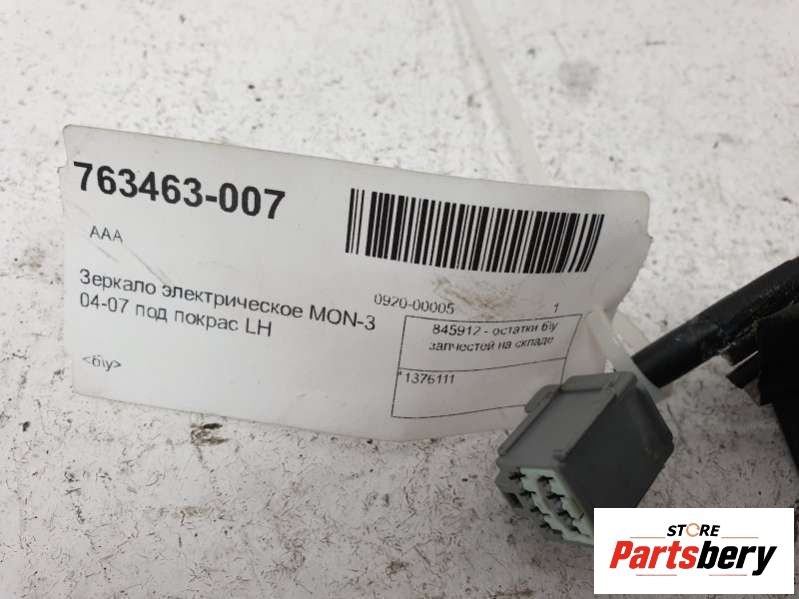 763463-007
AAA
Зеркало электрическое MON-3
04-07 под покрас LH
<б\у>
0920-00005 1
845912 - остатки б\у
запчестей на складе
*1376111
STORE
Partsbery